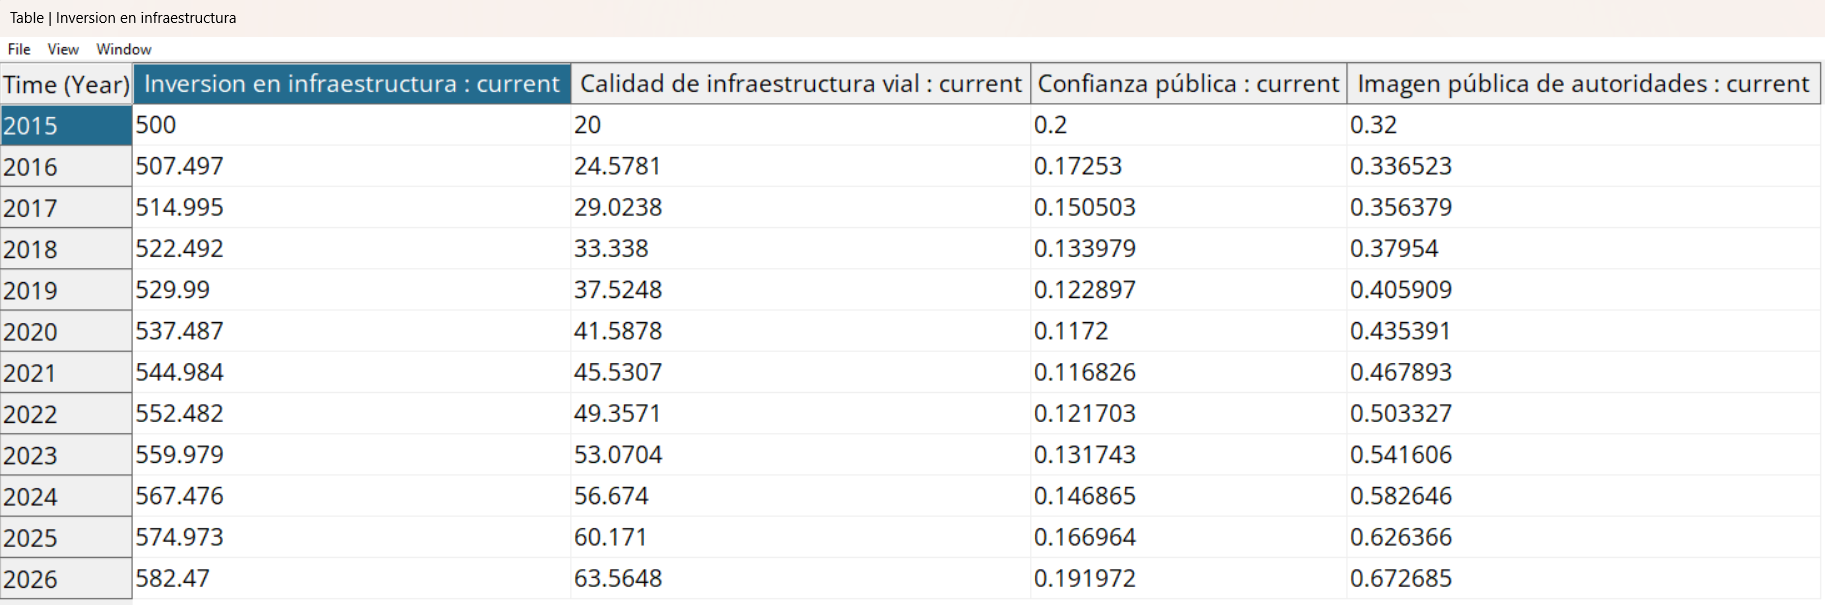 Table | Inversion en infraestructura
File View Window
Time (Year) Inversion en infraestructura : current Calidad de infraestructura vial : current Confianza pública : current Imagen pública de autoridades : current
2015 500 20 0.2 0.32
2016 507.497 24.5781 0.17253 0.336523
2017 514.995 29.0238 0.150503 0.356379
2018 522.492 33.338 0.133979 0.37954
2019 529.99 37.5248 0.122897 0.405909
2020 537.487 41.5878 0.1172 0.435391
2021 544.984 45.5307 0.116826 0.467893
2022 552.482 49.3571 0.121703 0.503327
2023 559.979 53.0704 0.131743 0.541606
2024 567.476 56.674 0.146865 0.582646
2025 574.973 60.171 0.166964 0.626366
2026 582.47 63.5648 0.191972 0.672685